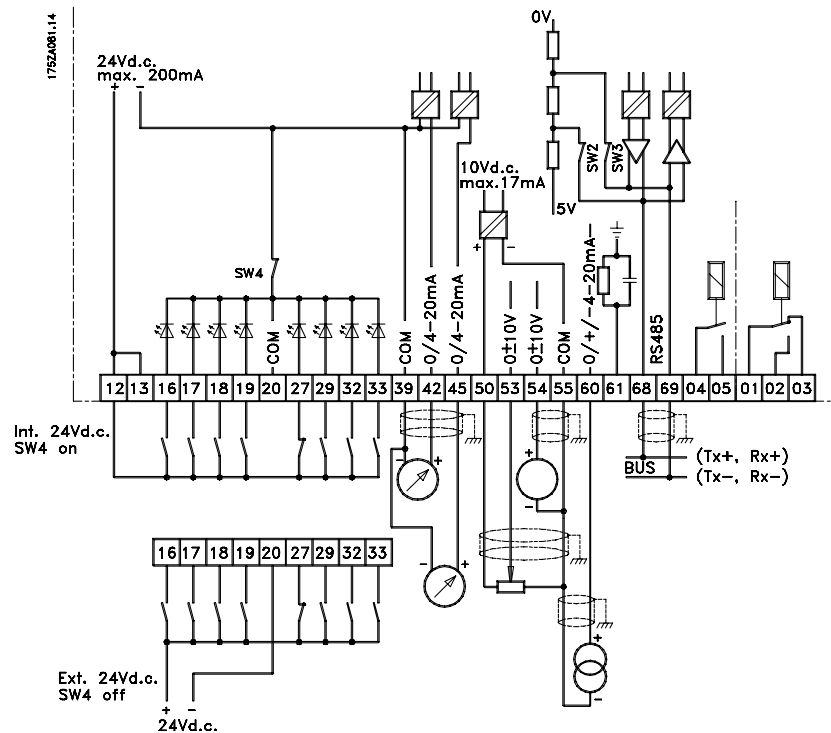 175ZA081.14
0V
24Vd.c.
max. 200mA
+ −
SW2
SW3
10Vd.c.
max.17mA
5V
+ −
SW4
COM
COM
0/4−20mA
0/4−20mA
0±10V
0±10V
COM
0/+/−4−20mA−
RS485
12 13 16 17 18 19 20 27 29 32 33 39 42 45 50 53 54 55 60 61 68 69 04 05 01 02 03
Int. 24Vd.c.
SW4 on
BUS
(Tx+, Rx+)
(Tx−, Rx−)
− +
+
−
16 17 18 19 20 27 29 32 33
− +
+
−
Ext. 24Vd.c.
SW4 off
+ −
24Vd.c.